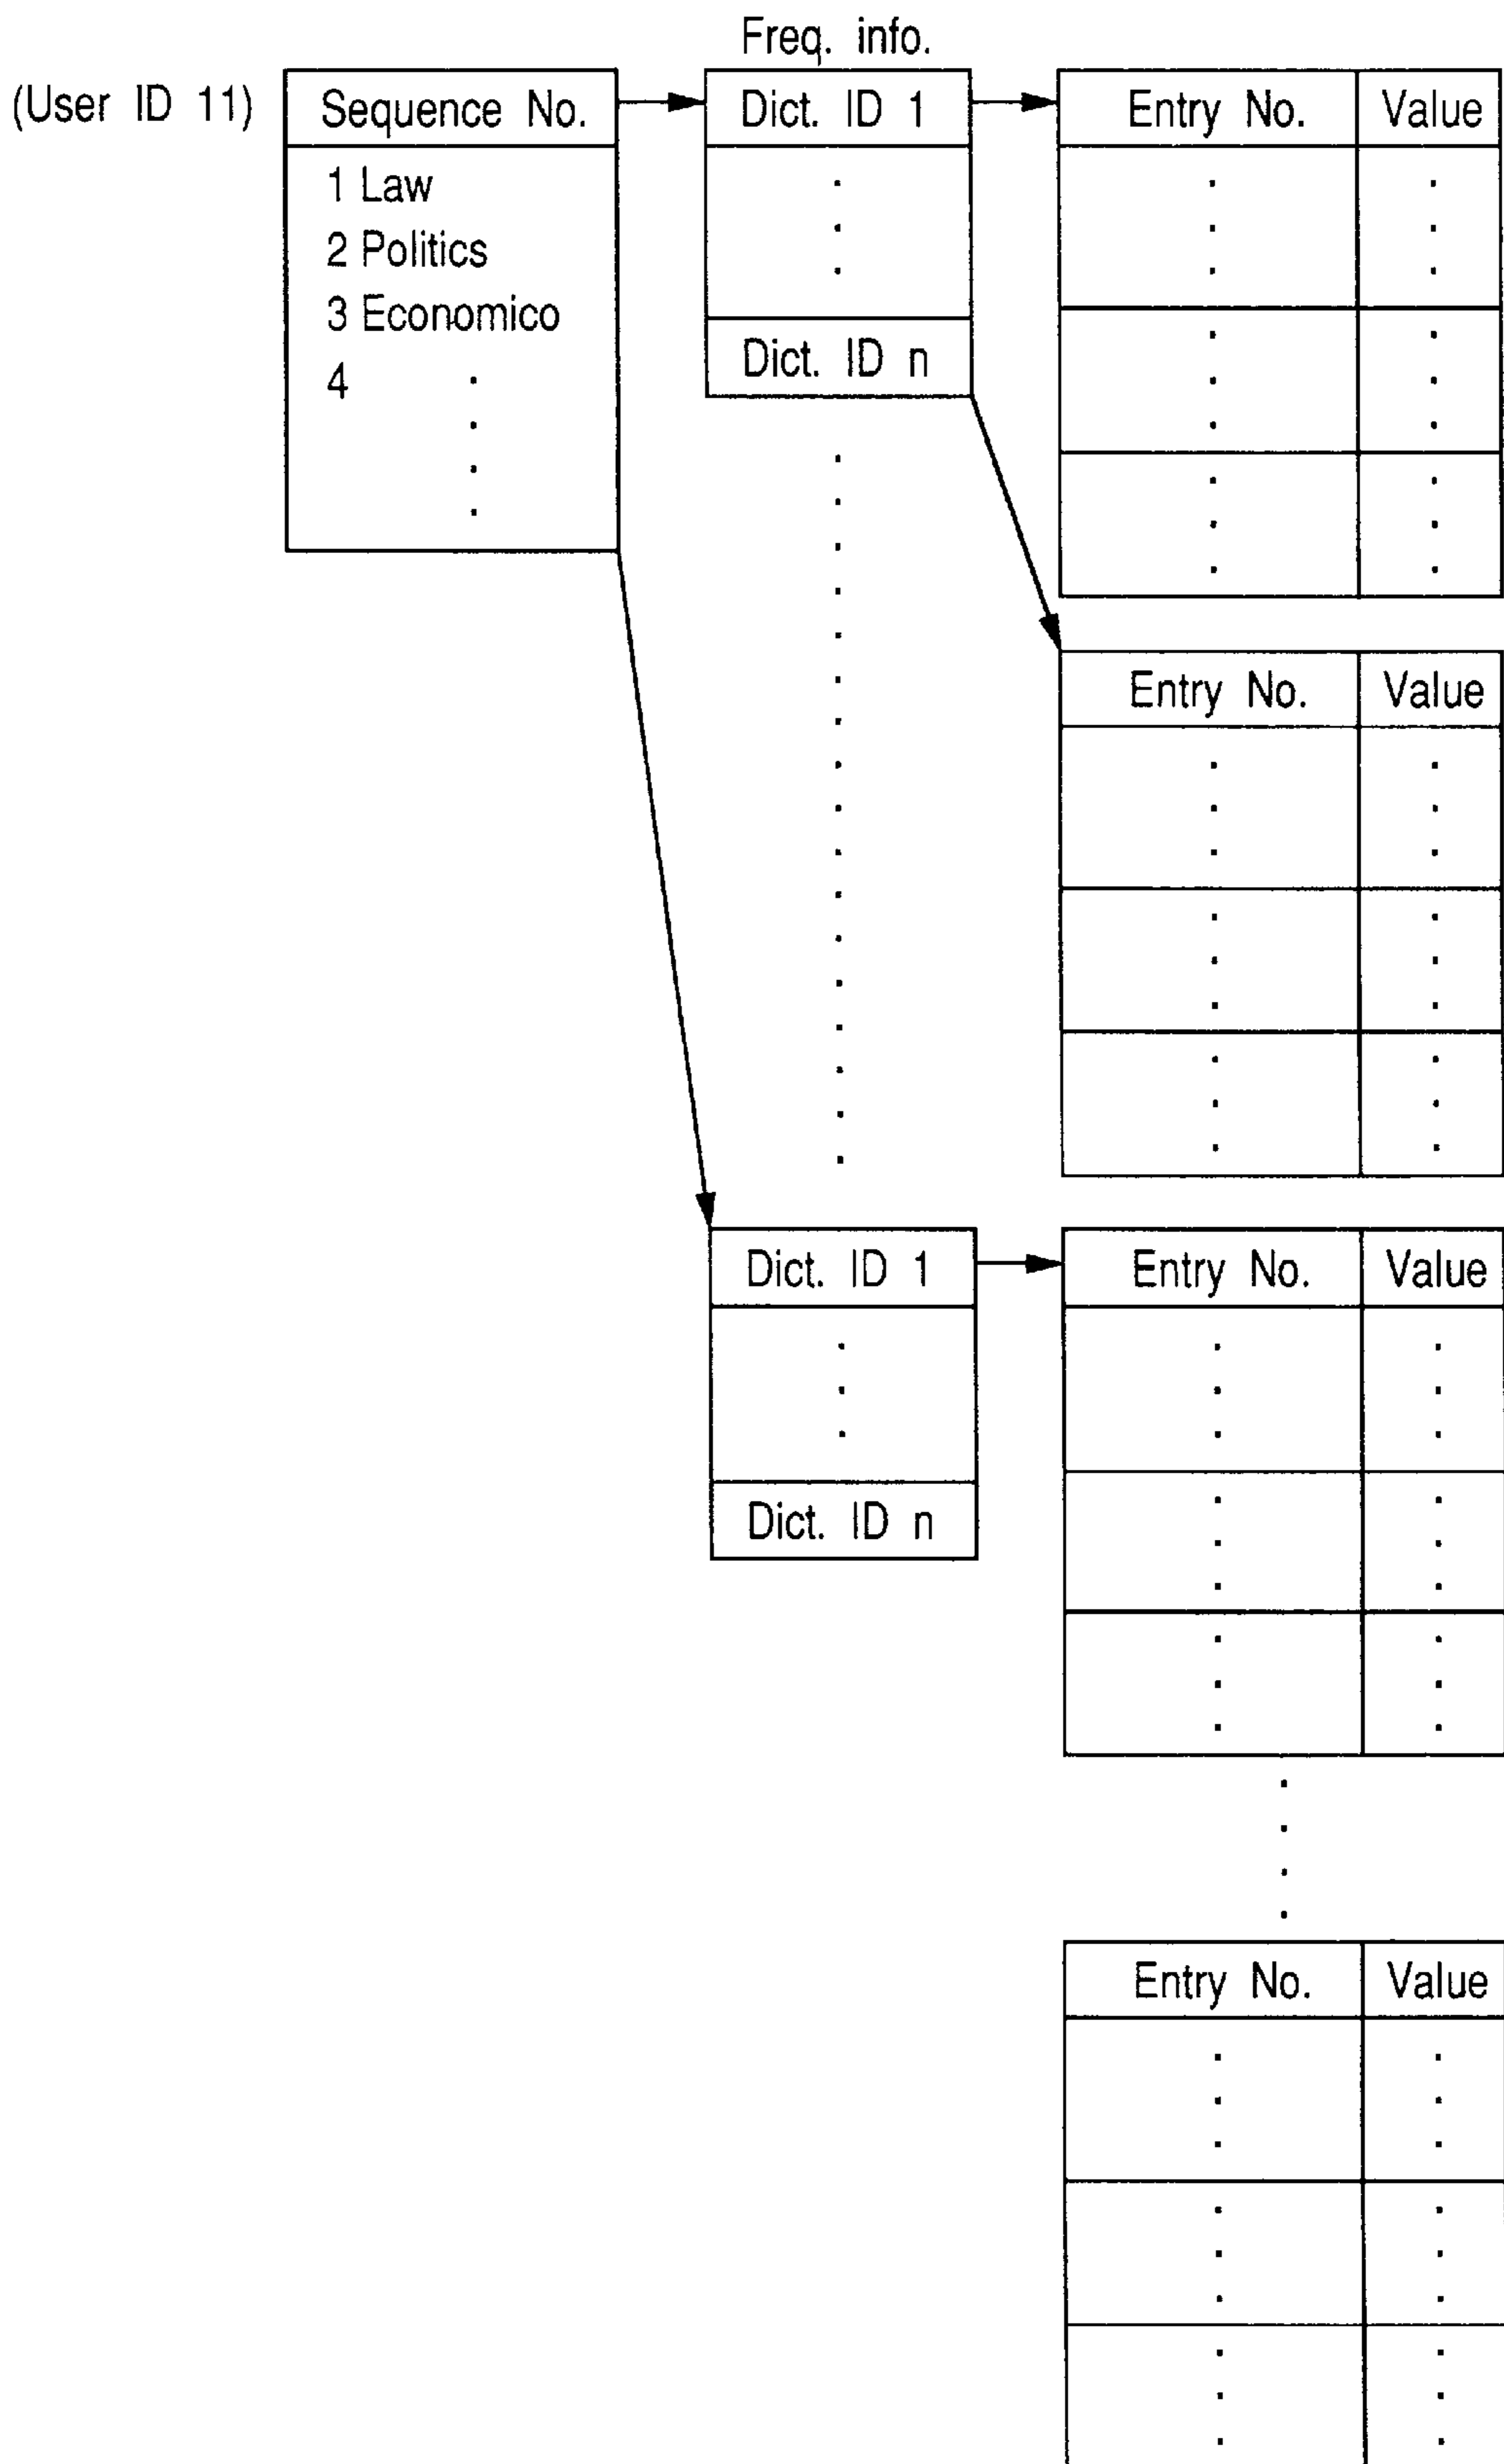 Freq. info.
(User ID 11)
Sequence No.
Dict. ID 1
Entry No. Value
1 Law
2 Politics
3 Economico
4
Dict. ID n
Entry No. Value
Dict. ID 1
Entry No. Value
Dict. ID n
Entry No. Value